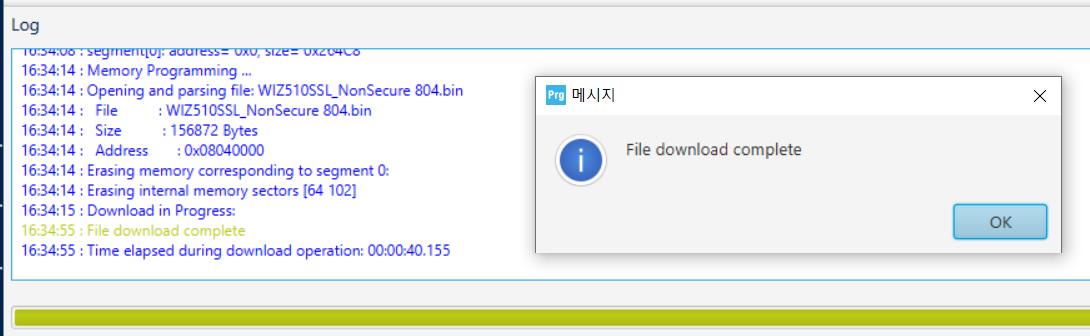 Log
16:34:08 : segment[0]: address= 0x0, size= 0x264C8
16:34:14 : Memory Programming ...
16:34:14 : Opening and parsing file: WIZ510SSL_NonSecure 804.bin
16:34:14 : File : WIZ510SSL_NonSecure 804.bin
16:34:14 : Size : 156872 Bytes
16:34:14 : Address : 0x08040000
16:34:14 : Erasing memory corresponding to segment 0:
16:34:14 : Erasing internal memory sectors [64 102]
16:34:15 : Download in Progress:
16:34:55 : File download complete
16:34:55 : Time elapsed during download operation: 00:00:40.155
Prg 메시지
File download complete
OK